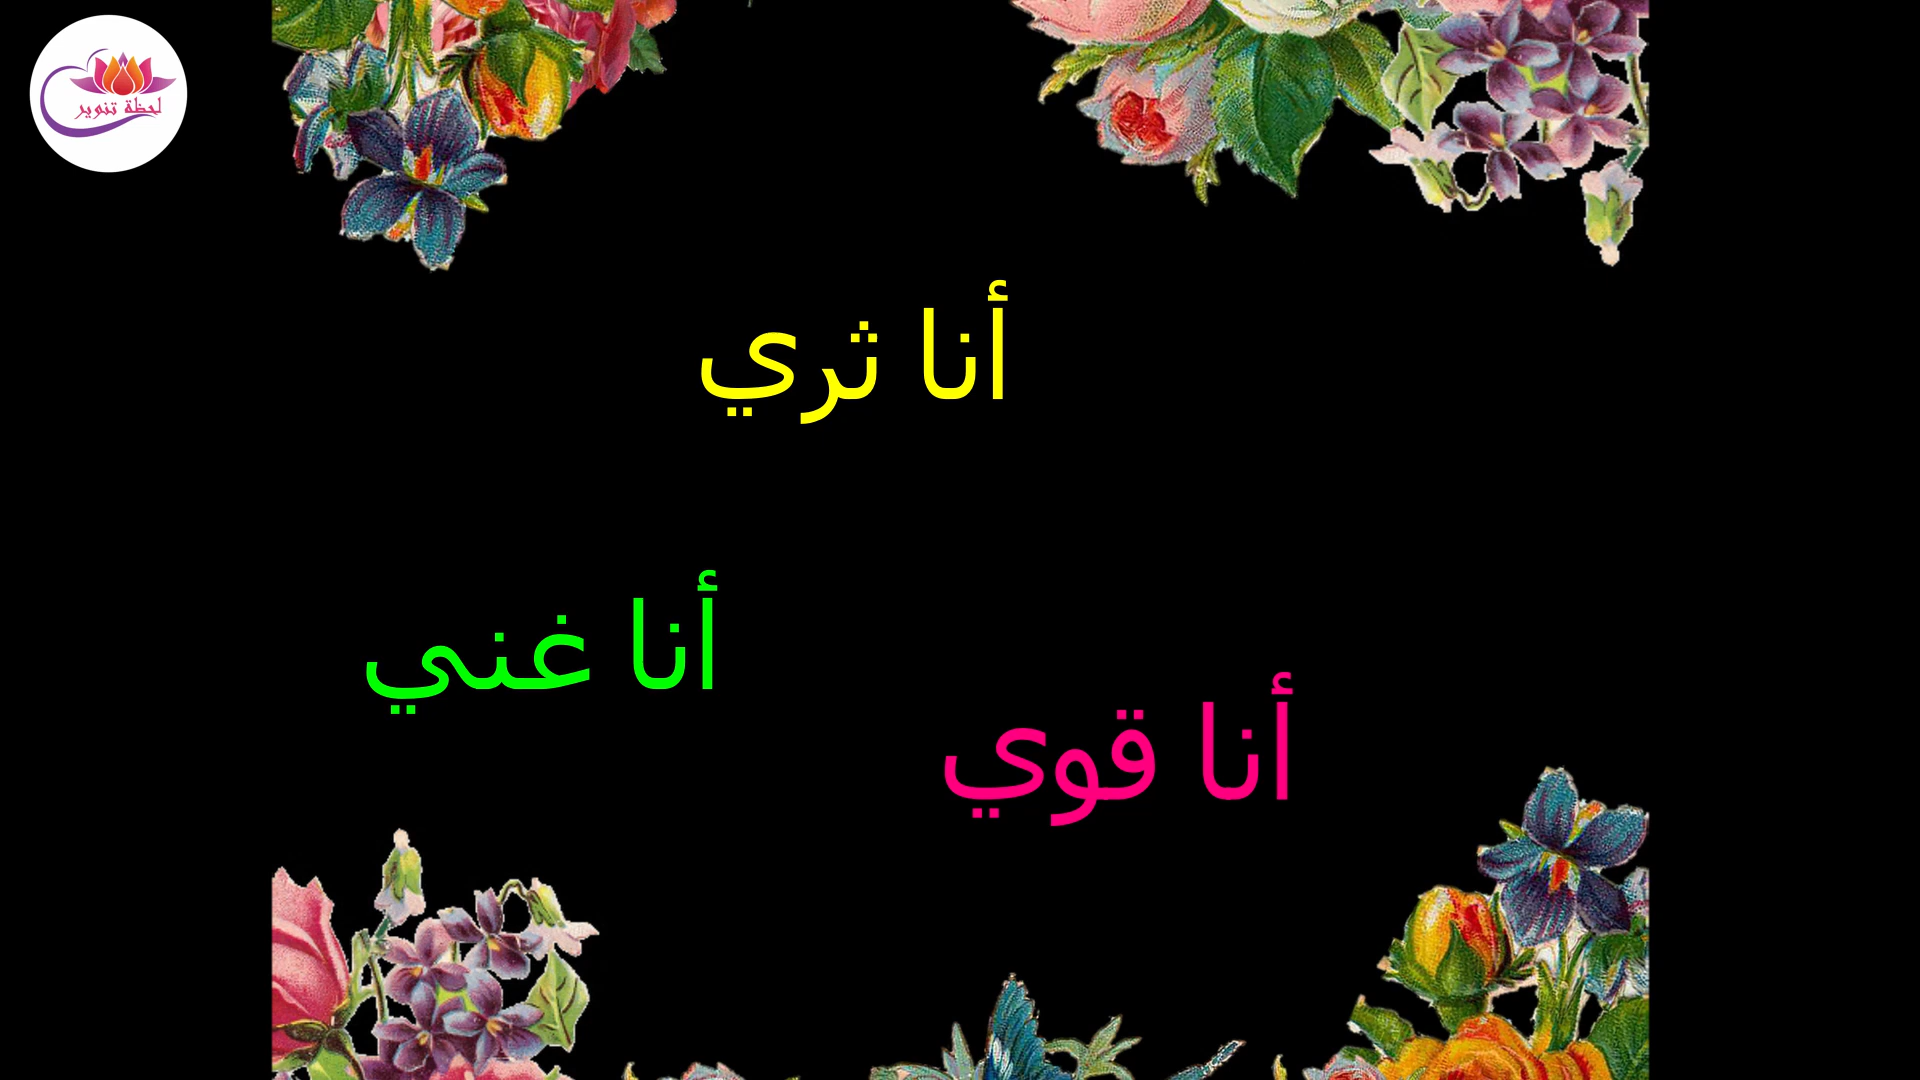 لحظة تنوير
أنا ثري
أنا غني
أنا قوي